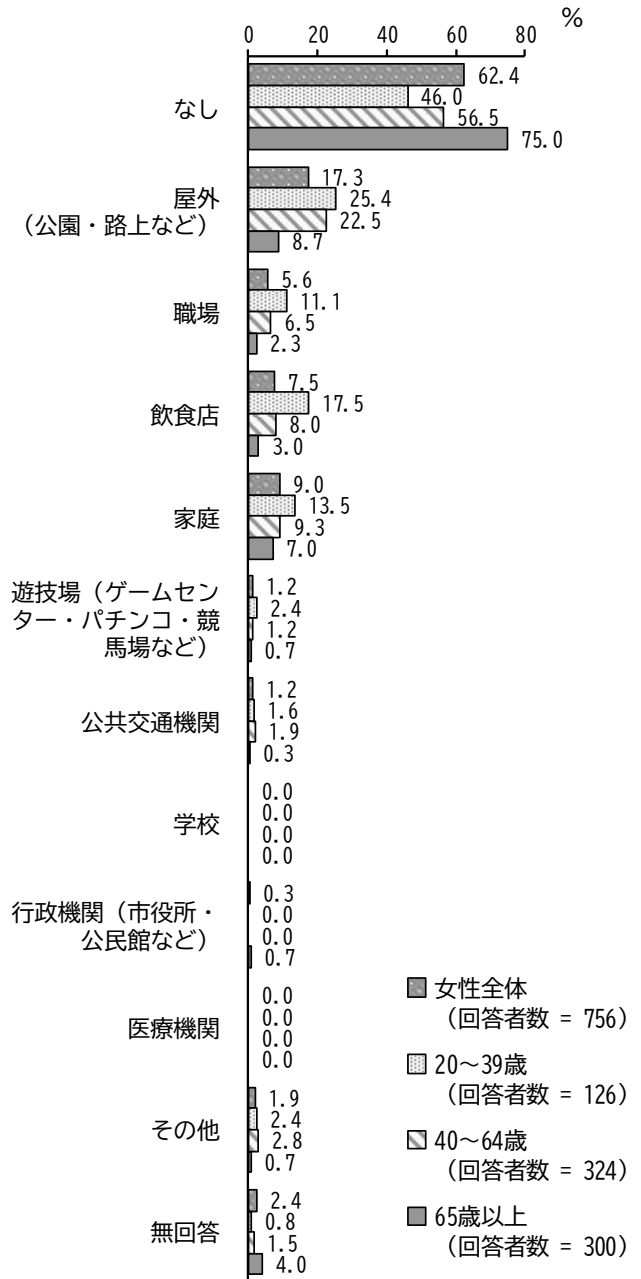 %
0 20 40 60 80
なし
62.4
46.0
56.5
75.0
屋外
（公園・路上など）
17.3
25.4
22.5
8.7
職場
5.6
11.1
6.5
2.3
飲食店
7.5
17.5
8.0
3.0
家庭
9.0
13.5
9.3
7.0
遊技場（ゲームセン
ター・パチンコ・競
馬場など）
1.2
2.4
1.2
0.7
公共交通機関
1.2
1.6
1.9
0.3
学校
0.0
0.0
0.0
0.0
行政機関（市役所・
公民館など）
0.3
0.0
0.0
0.7
医療機関
0.0
0.0
0.0
0.0
その他
1.9
2.4
2.8
0.7
無回答
2.4
0.8
1.5
4.0
女性全体
（回答者数 = 756）
20～39歳
（回答者数 = 126）
40～64歳
（回答者数 = 324）
65歳以上
（回答者数 = 300）